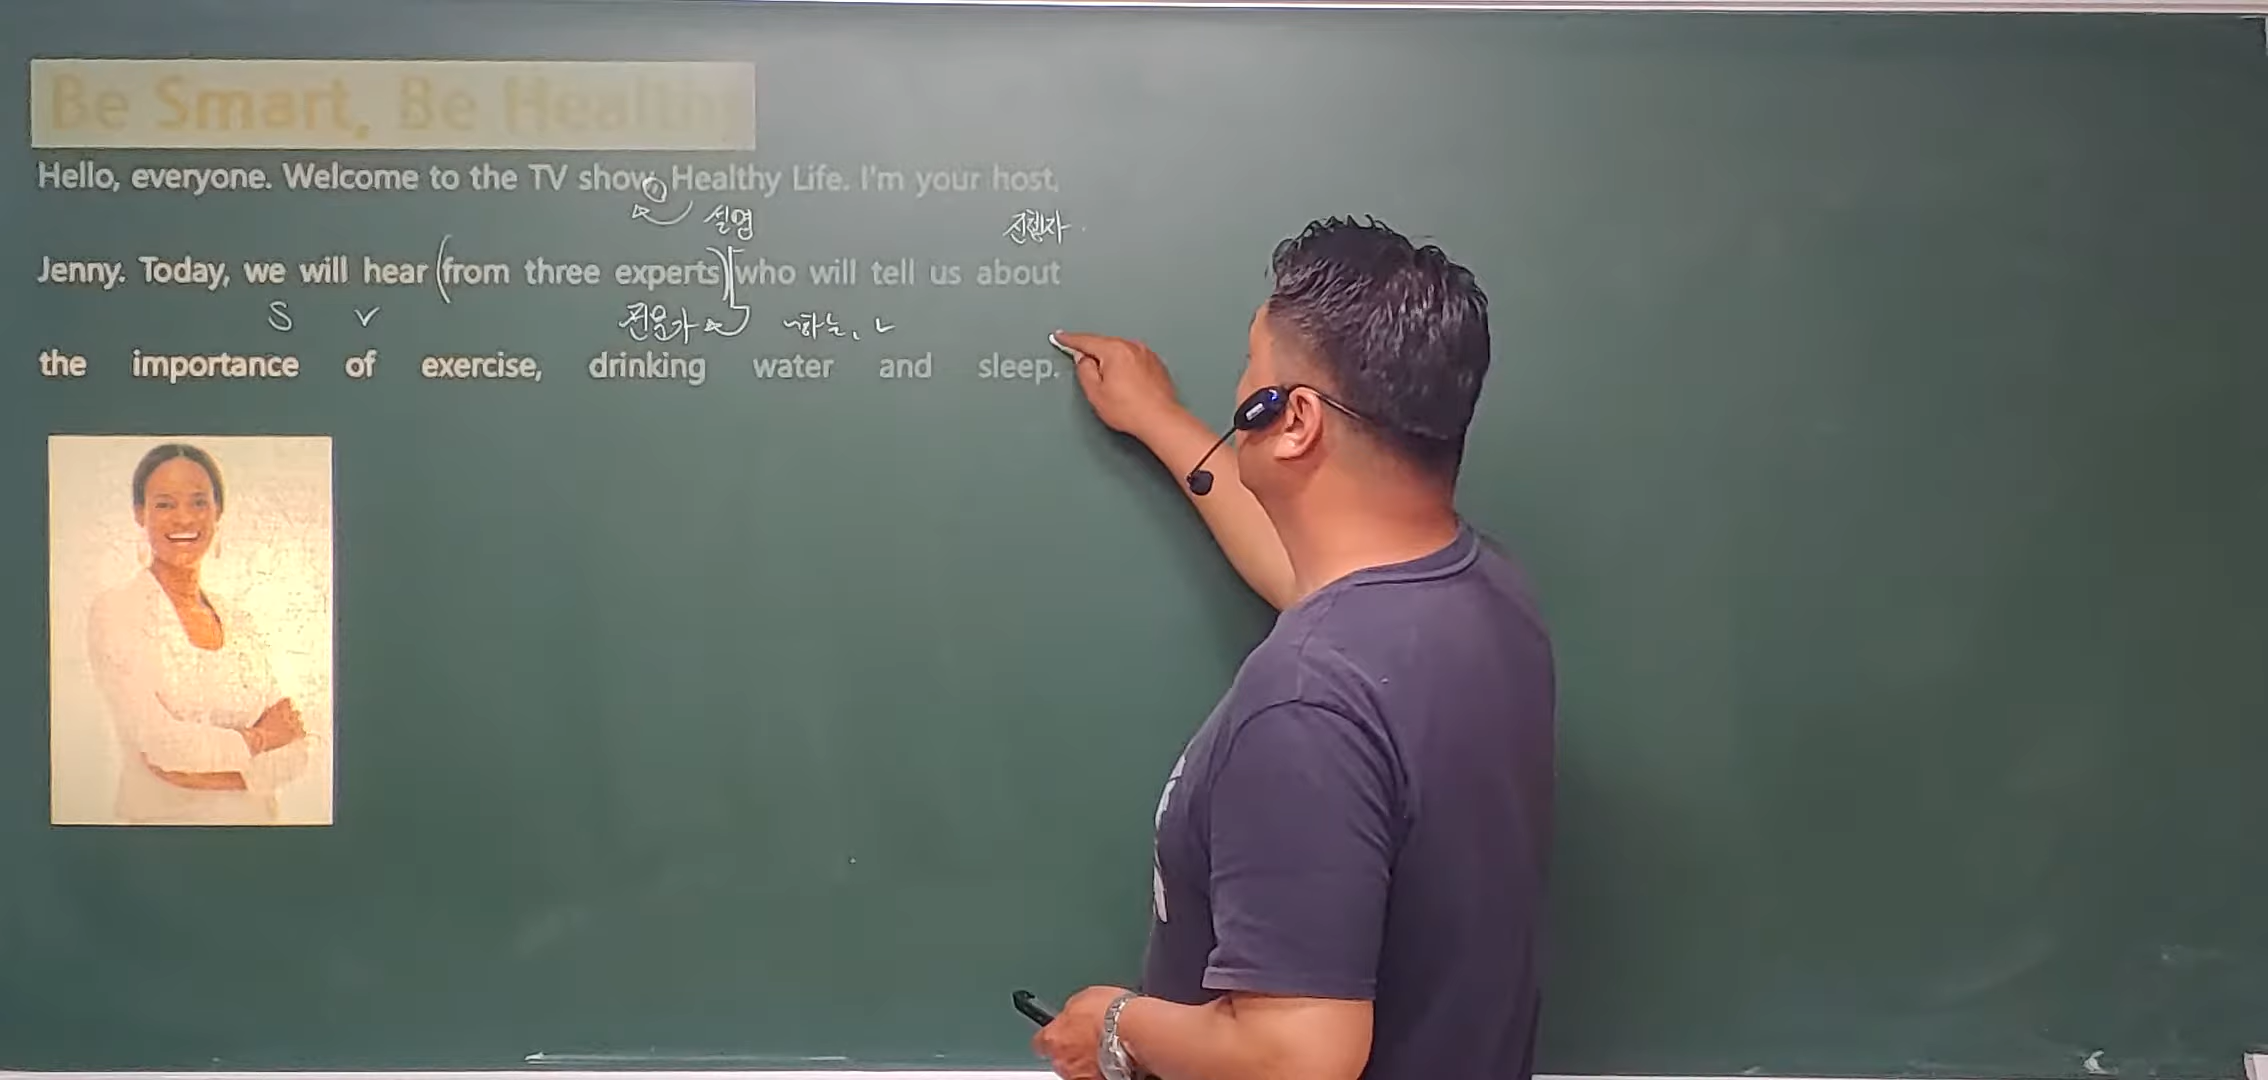 Be Smart, Be Healthy
Hello, everyone. Welcome to the TV show, Healthy Life. I'm your host,
설명 진행자
Jenny. Today, we will hear (from three experts) who will tell us about
S V 전문가 ~하는, ㄴ
the importance of exercise, drinking water and sleep.